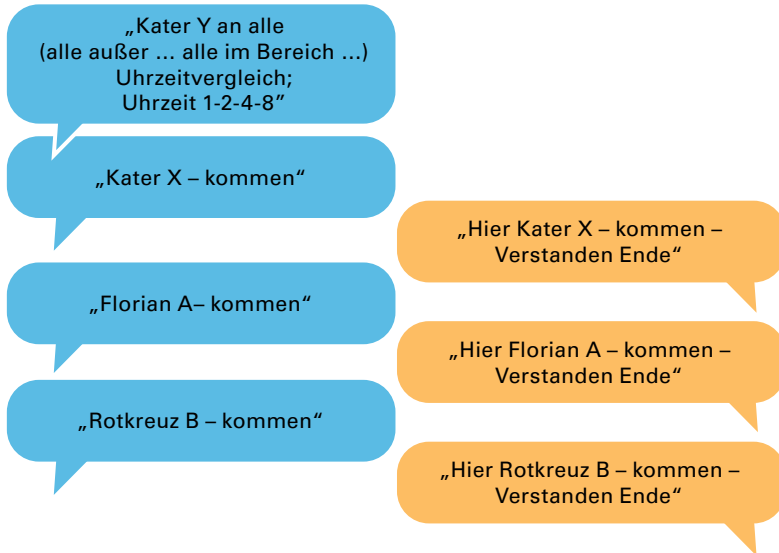 „Kater Y an alle
(alle außer … alle im Bereich …)
Uhrzeitvergleich;
Uhrzeit 1-2-4-8”
„Kater X – kommen“
„Hier Kater X – kommen –
Verstanden Ende“
„Florian A– kommen“
„Hier Florian A – kommen –
Verstanden Ende“
„Rotkreuz B – kommen“
„Hier Rotkreuz B – kommen –
Verstanden Ende“